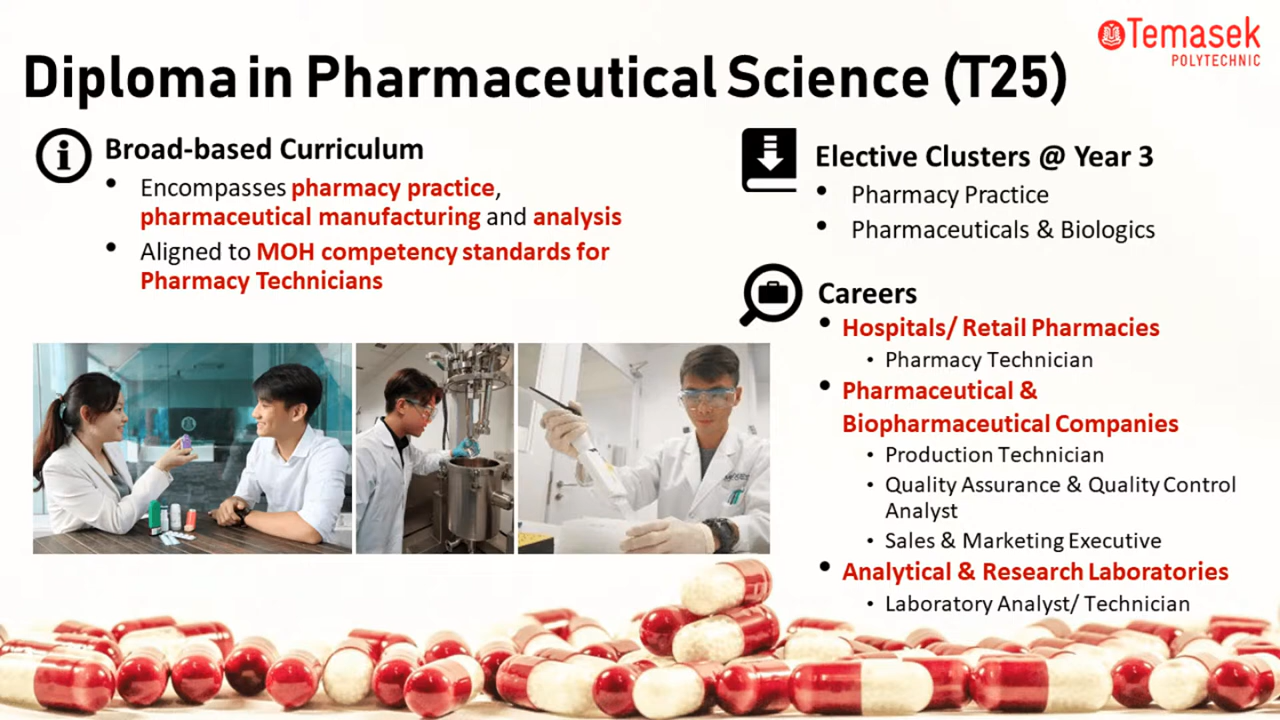 Temasek
POLYTECHNIC
Diploma in Pharmaceutical Science (T25)
Broad-based Curriculum
• Encompasses pharmacy practice,
pharmaceutical manufacturing and analysis
• Aligned to MOH competency standards for
Pharmacy Technicians
Elective Clusters @ Year 3
• Pharmacy Practice
• Pharmaceuticals & Biologics
Careers
• Hospitals/ Retail Pharmacies
• Pharmacy Technician
• Pharmaceutical &
Biopharmaceutical Companies
• Production Technician
• Quality Assurance & Quality Control
Analyst
• Sales & Marketing Executive
• Analytical & Research Laboratories
• Laboratory Analyst/ Technician